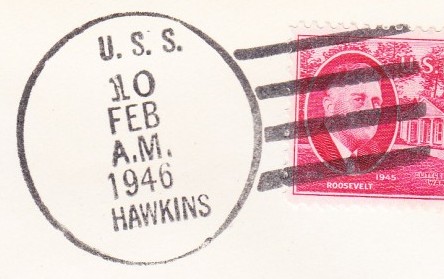 U. S. S.
10
FEB
A.M.
1946
HAWKINS
U.S.
1945
ROOSEVELT